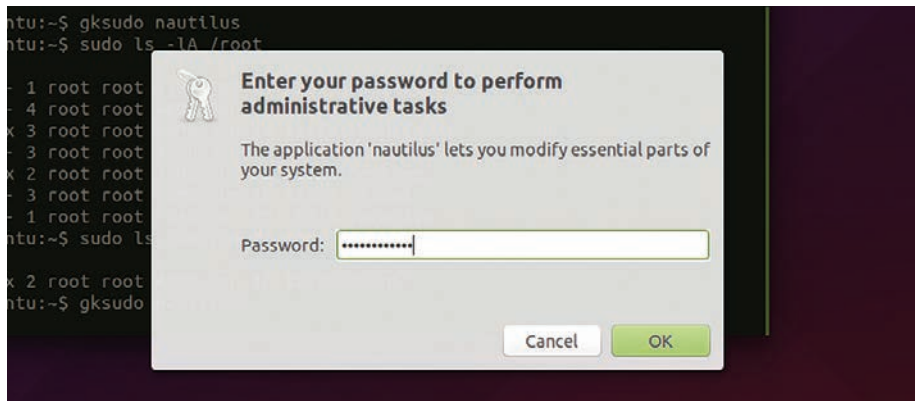 ntu:~$ gksudo nautilus
ntu:~$ sudo ls -lA /root
- 1 root root
- 4 root root
x 3 root root
- 3 root root
x 2 root root
- 3 root root
- 1 root root
ntu:~$ sudo ls
x 2 root root
ntu:~$ gksudo
Enter your password to perform
administrative tasks
The application 'nautilus' lets you modify essential parts of
your system.
Password: ••••••••••••
Cancel OK